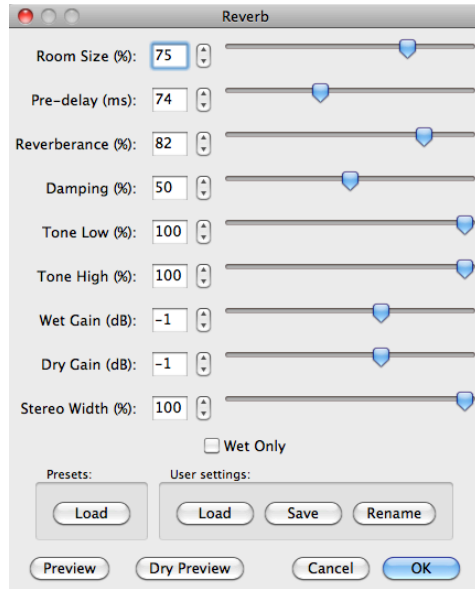 Reverb
Room Size (%): 75
Pre-delay (ms): 74
Reverberance (%): 82
Damping (%): 50
Tone Low (%): 100
Tone High (%): 100
Wet Gain (dB): -1
Dry Gain (dB): -1
Stereo Width (%): 100
Wet Only
Presets: User settings:
Load Load Save Rename
Preview Dry Preview Cancel OK